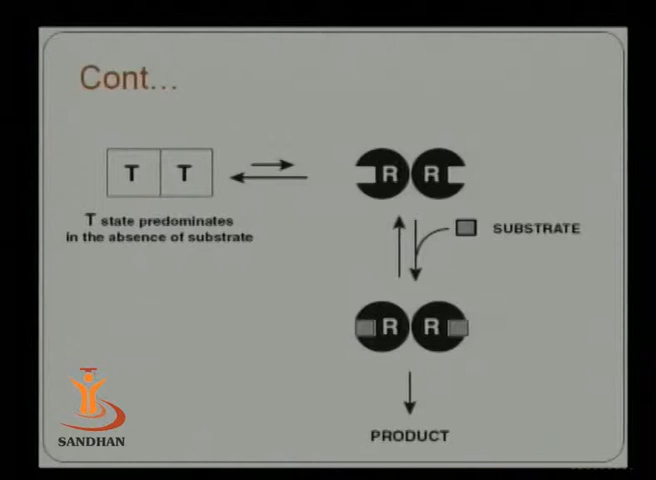 Cont...
T T
R R
T state predominates
in the absence of substrate
SUBSTRATE
R R
PRODUCT
SANDHAN